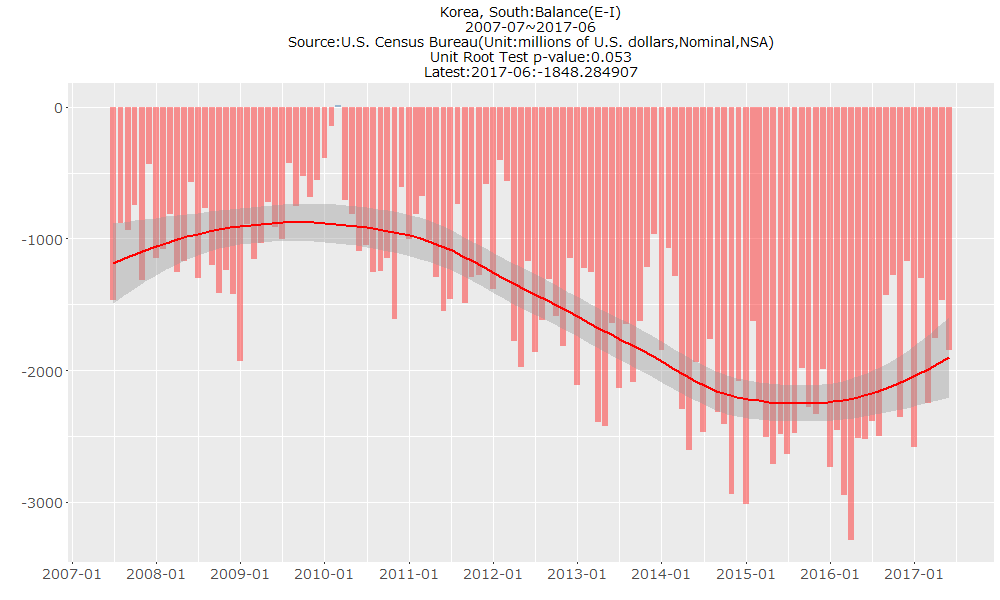 Korea, South:Balance(E-I)
2007-07~2017-06
Source:U.S. Census Bureau(Unit:millions of U.S. dollars,Nominal,NSA)
Unit Root Test p-value:0.053
Latest:2017-06:-1848.284907
0
-1000
-2000
-3000
2007-01 2008-01 2009-01 2010-01 2011-01 2012-01 2013-01 2014-01 2015-01 2016-01 2017-01